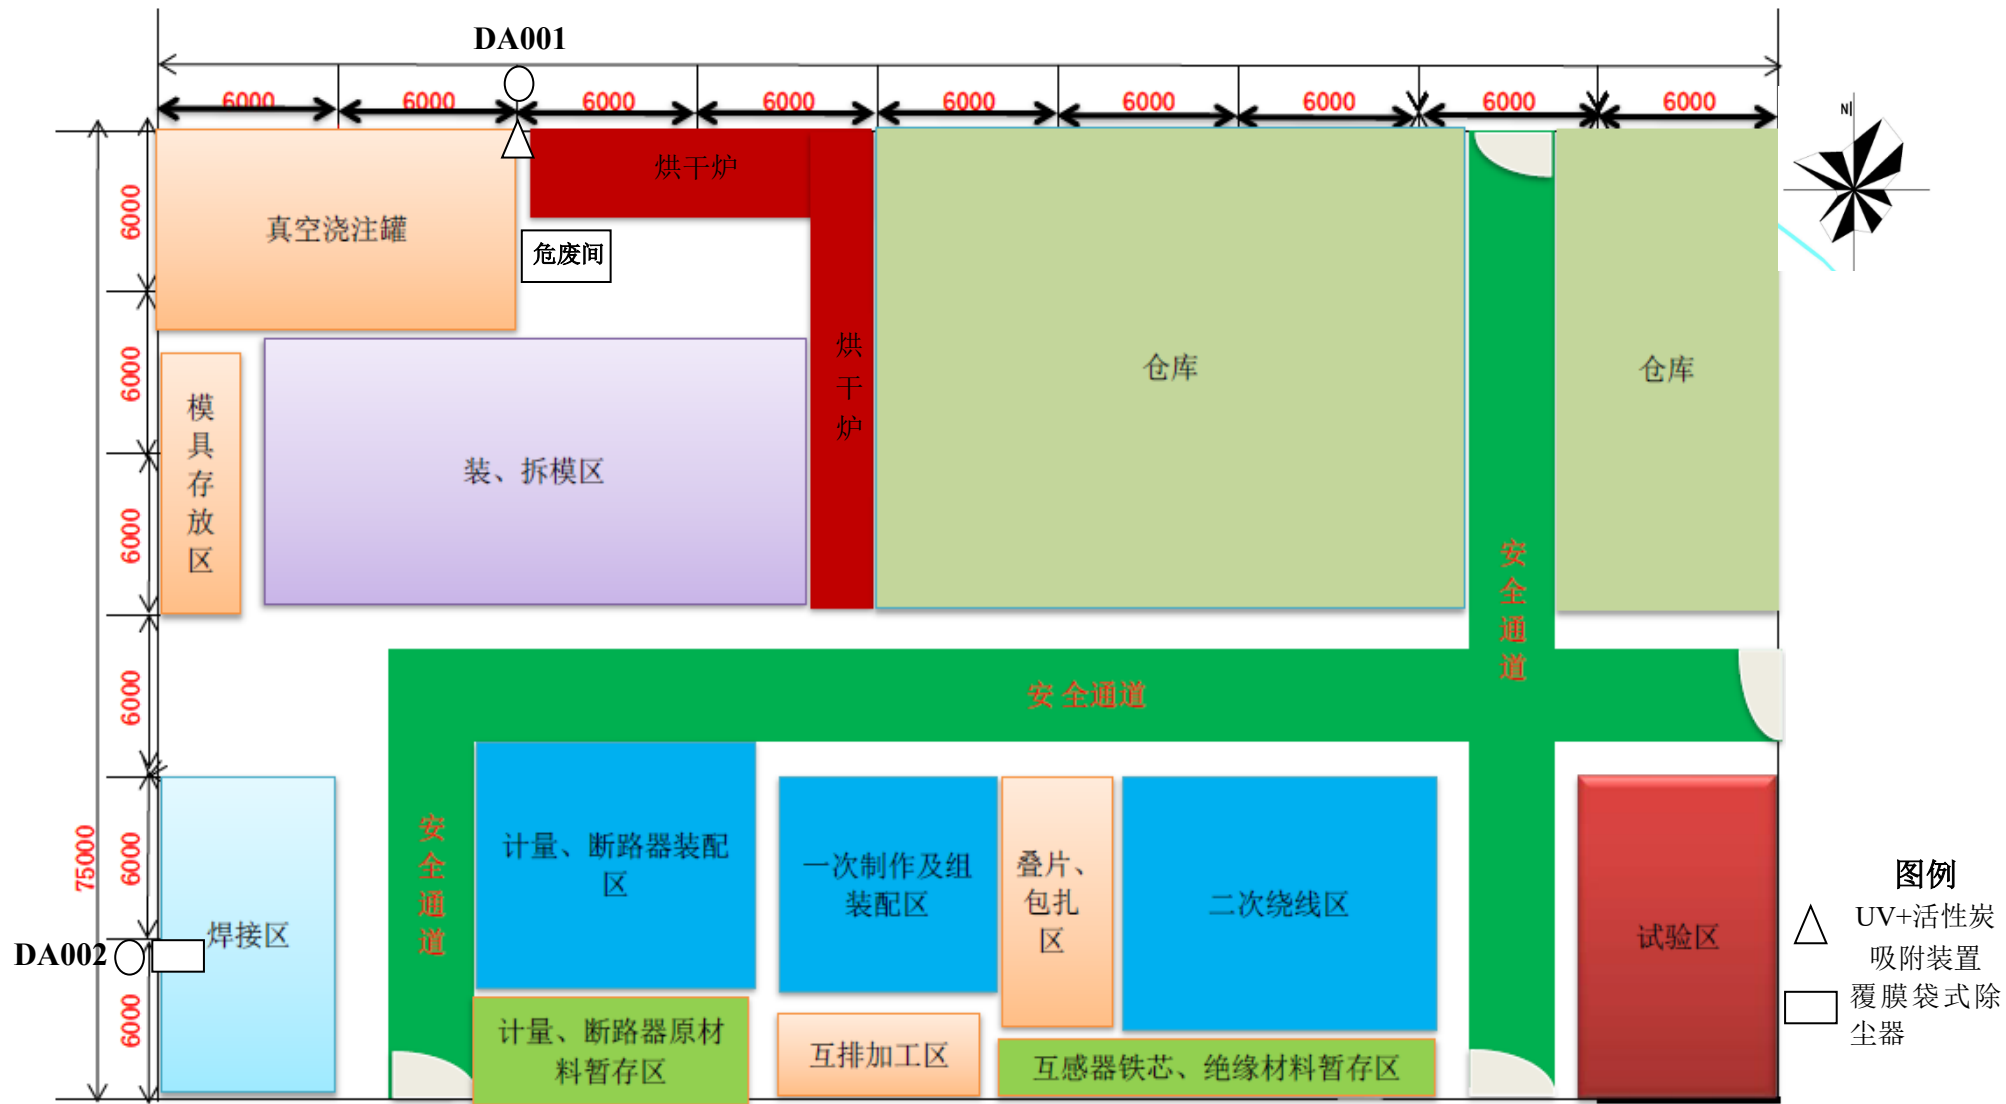 DA001
6000
6000
6000
6000
6000
6000
6000
6000
6000
N
6000
6000
6000
6000
6000
6000
75000
真空浇注罐
烘干炉
危废间
烘干炉
仓库
仓库
模具存放区
装、拆模区
安全通道
安 全通道
安全通道
焊接区
DA002
计量、断路器装配
区
一次制作及组
装配区
叠片、
包扎
区
二次绕线区
试验区
计量、断路器原材
料暂存区
互排加工区
互感器铁芯、绝缘材料暂存区
图例
UV+活性炭
吸附装置
覆膜袋式除
尘器